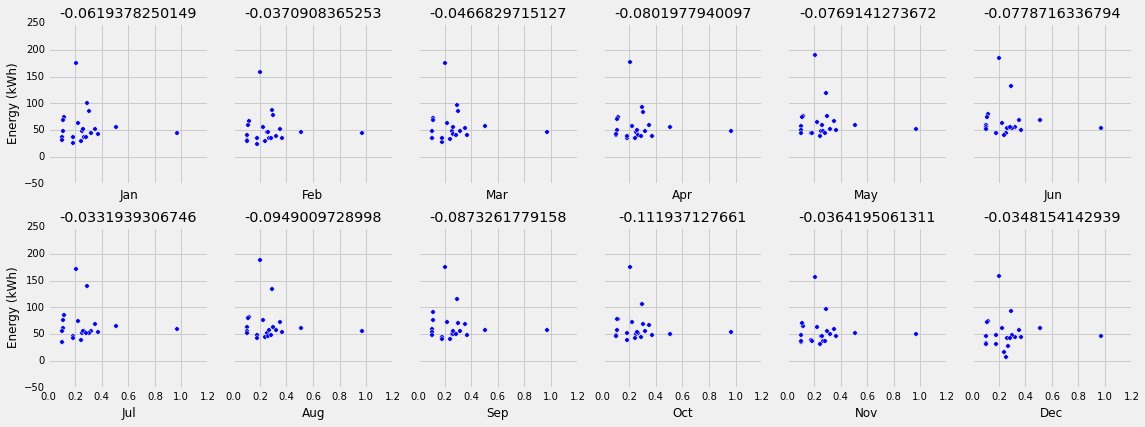 -0.0619378250149 -0.0370908365253 -0.0466829715127 -0.0801977940097 -0.0769141273672 -0.0778716336794
250
200
150
100
50
0
−50
Energy (kWh)
Jan Feb Mar Apr May Jun
-0.0331939306746 -0.0949009728998 -0.0873261779158 -0.111937127661 -0.0364195061311 -0.0348154142939
250
200
150
100
50
0
−50
Energy (kWh)
0.0 0.2 0.4 0.6 0.8 1.0 1.2 0.0 0.2 0.4 0.6 0.8 1.0 1.2 0.0 0.2 0.4 0.6 0.8 1.0 1.2 0.0 0.2 0.4 0.6 0.8 1.0 1.2 0.0 0.2 0.4 0.6 0.8 1.0 1.2 0.0 0.2 0.4 0.6 0.8 1.0 1.2
Jul Aug Sep Oct Nov Dec